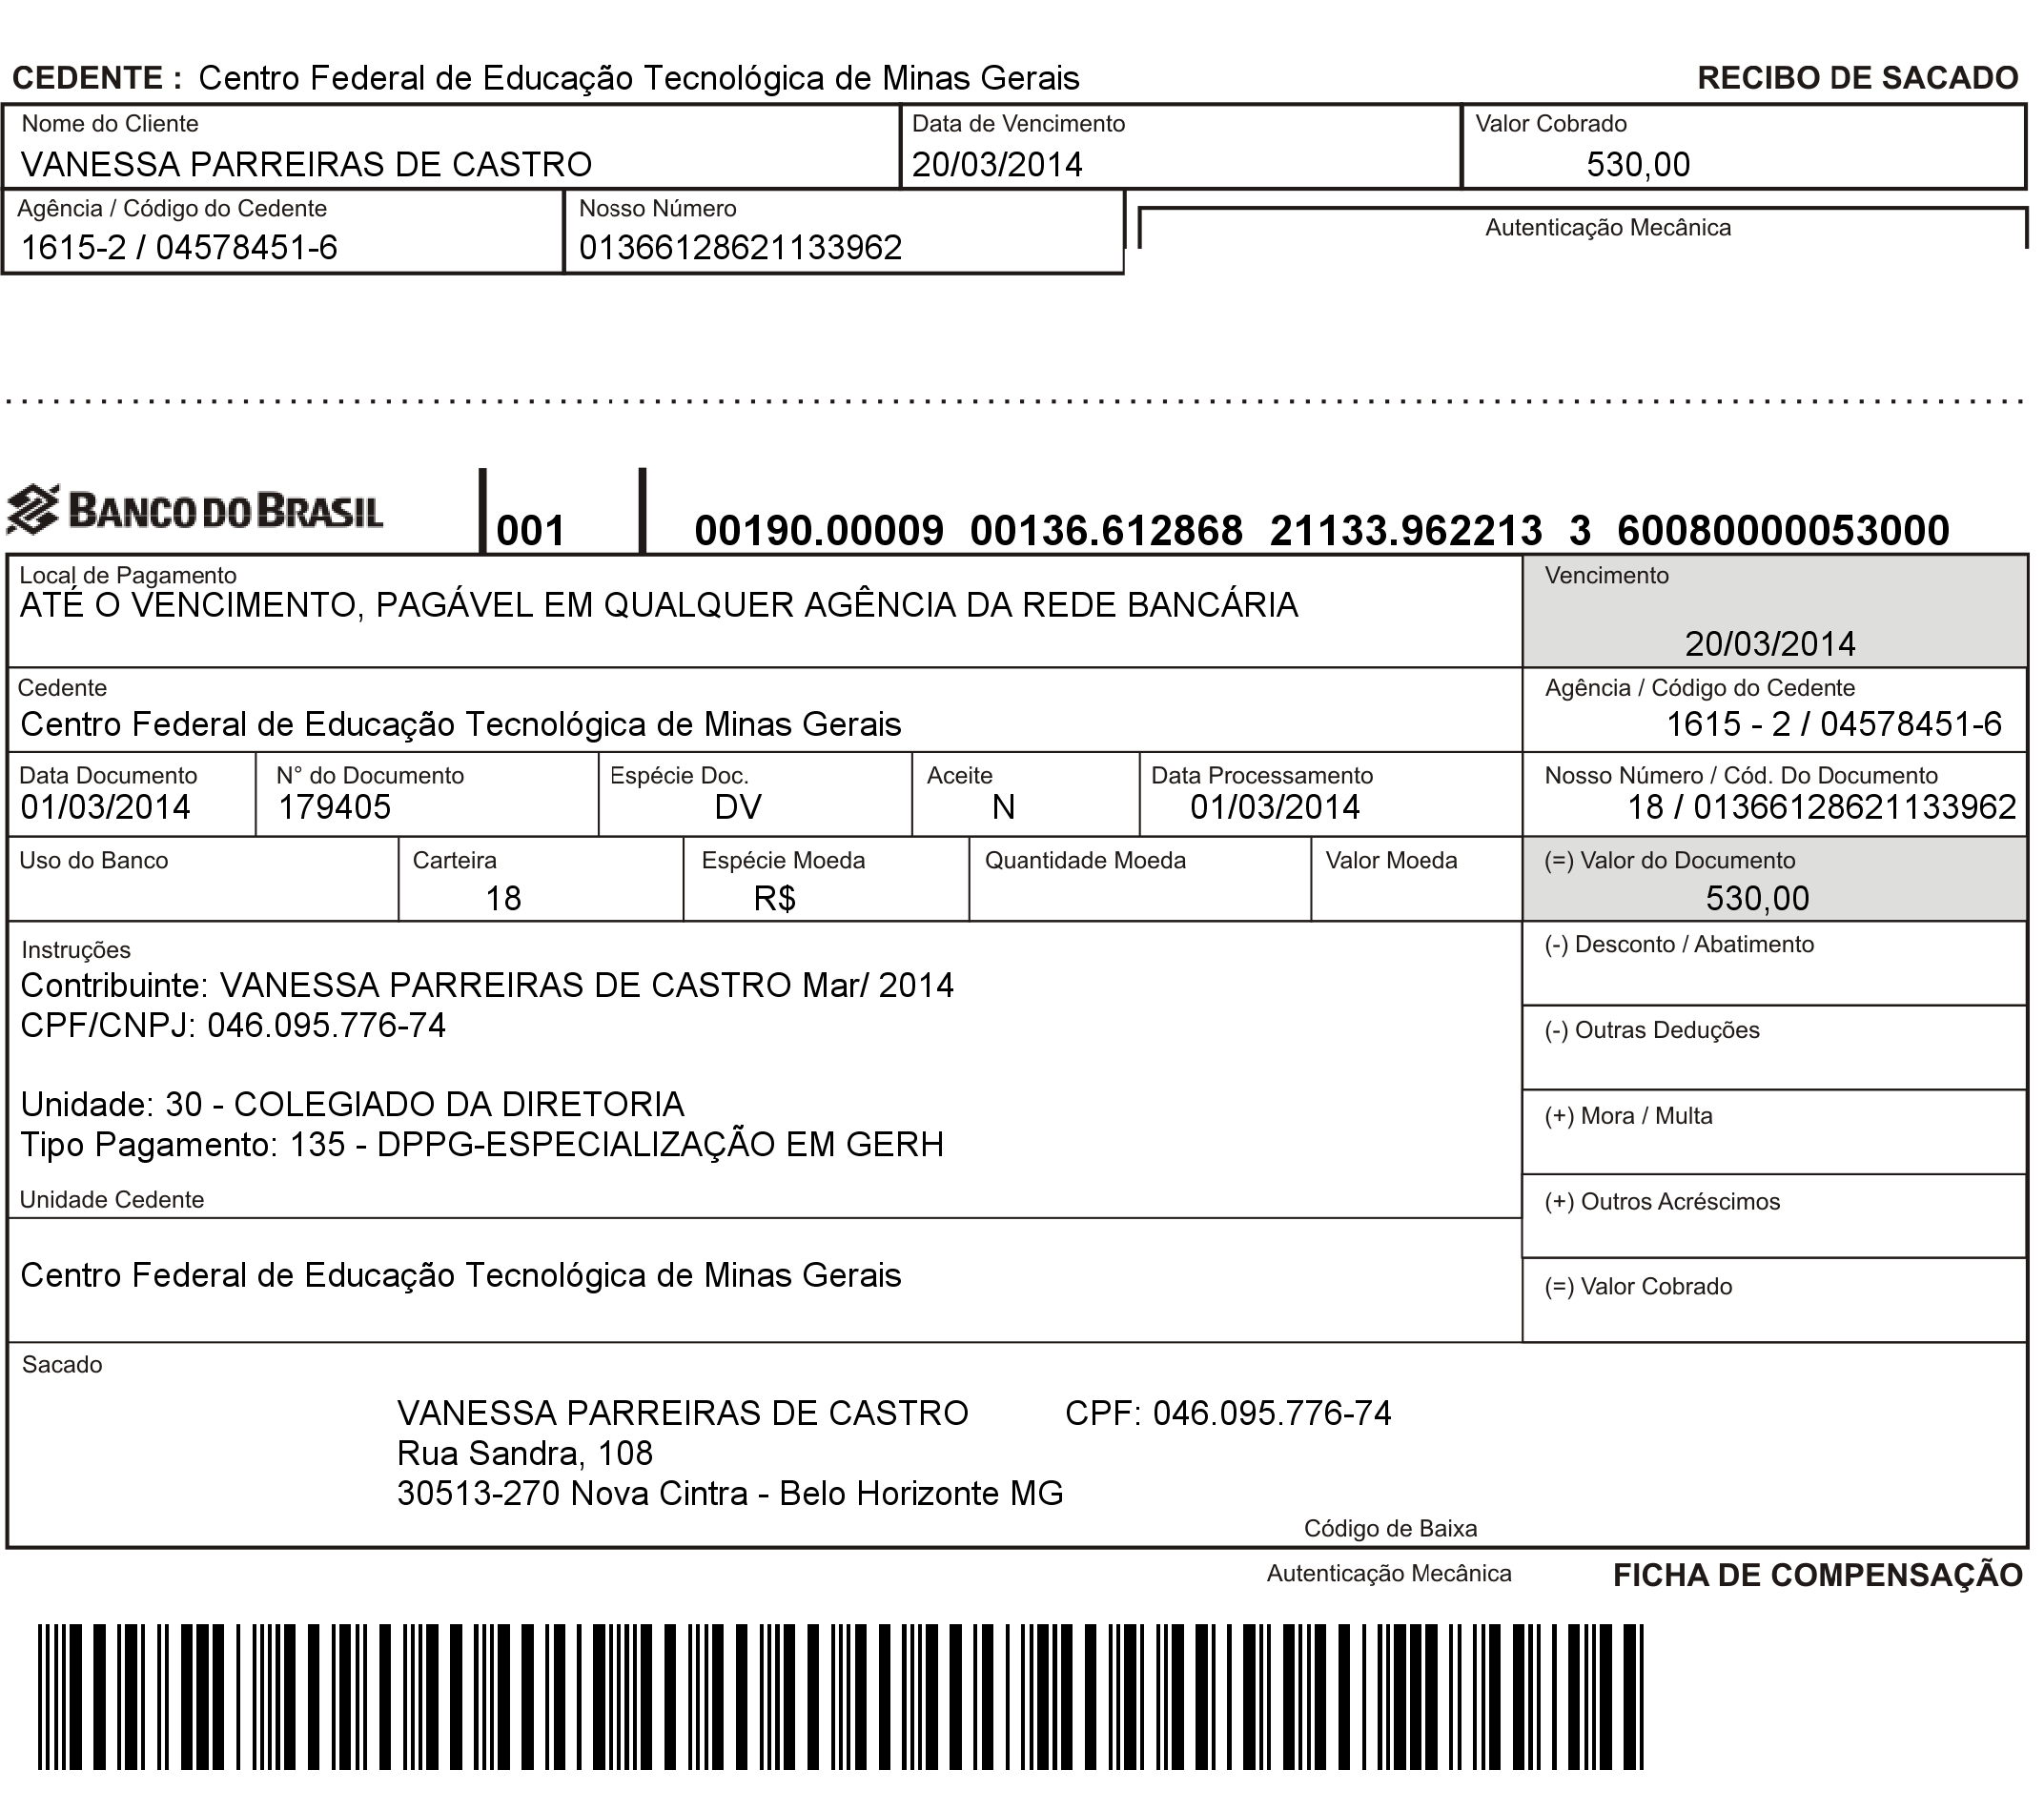 CEDENTE : Centro Federal de Educação Tecnológica de Minas Gerais RECIBO DE SACADO
Nome do Cliente Data de Vencimento Valor Cobrado
VANESSA PARREIRAS DE CASTRO 20/03/2014 530,00
Agência / Código do Cedente Nosso Número Autenticação Mecânica
1615-2 / 04578451-6 01366128621133962
BANCO DO BRASIL 001 00190.00009 00136.612868 21133.962213 3 60080000053000
Local de Pagamento Vencimento
ATÉ O VENCIMENTO, PAGÁVEL EM QUALQUER AGÊNCIA DA REDE BANCÁRIA
20/03/2014
Cedente Agência / Código do Cedente
Centro Federal de Educação Tecnológica de Minas Gerais 1615 - 2 / 04578451-6
Data Documento N° do Documento Espécie Doc. Aceite Data Processamento Nosso Número / Cód. Do Documento
01/03/2014 179405 DV N 01/03/2014 18 / 01366128621133962
Uso do Banco Carteira Espécie Moeda Quantidade Moeda Valor Moeda (=) Valor do Documento
18 R$ 530,00
Instruções (-) Desconto / Abatimento
Contribuinte: VANESSA PARREIRAS DE CASTRO Mar/ 2014
CPF/CNPJ: 046.095.776-74 (-) Outras Deduções
Unidade: 30 - COLEGIADO DA DIRETORIA (+) Mora / Multa
Tipo Pagamento: 135 - DPPG-ESPECIALIZAÇÃO EM GERH
Unidade Cedente (+) Outros Acréscimos
Centro Federal de Educação Tecnológica de Minas Gerais (=) Valor Cobrado
Sacado
VANESSA PARREIRAS DE CASTRO CPF: 046.095.776-74
Rua Sandra, 108
30513-270 Nova Cintra - Belo Horizonte MG
Código de Baixa
Autenticação Mecânica FICHA DE COMPENSAÇÃO